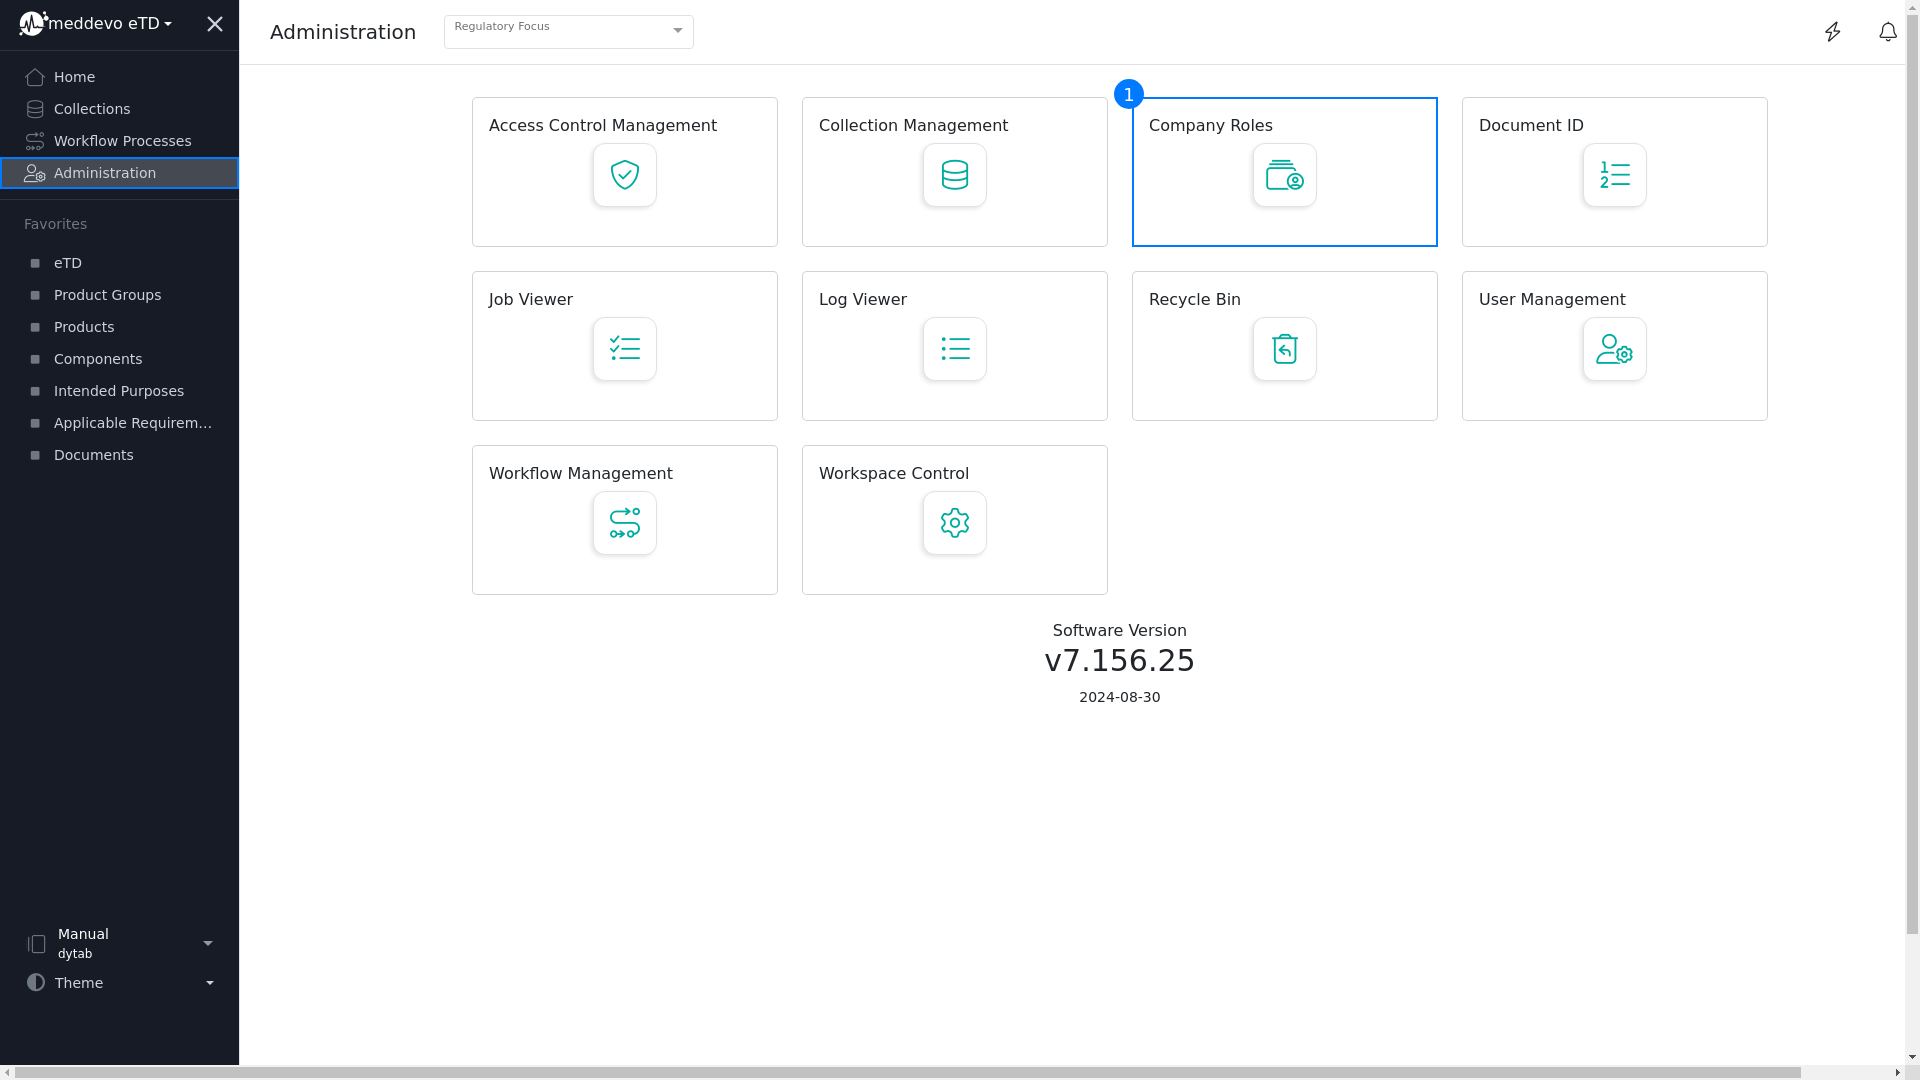 meddevo eTD
Administration
Regulatory Focus
Home
Collections
Workflow Processes
Administration
Favorites
eTD
Product Groups
Products
Components
Intended Purposes
Applicable Requirem...
Documents
Manual
dytab
Theme
1
Access Control Management
Collection Management
Company Roles
Document ID
1
2
Job Viewer
Log Viewer
Recycle Bin
User Management
Workflow Management
Workspace Control
Software Version
v7.156.25
2024-08-30